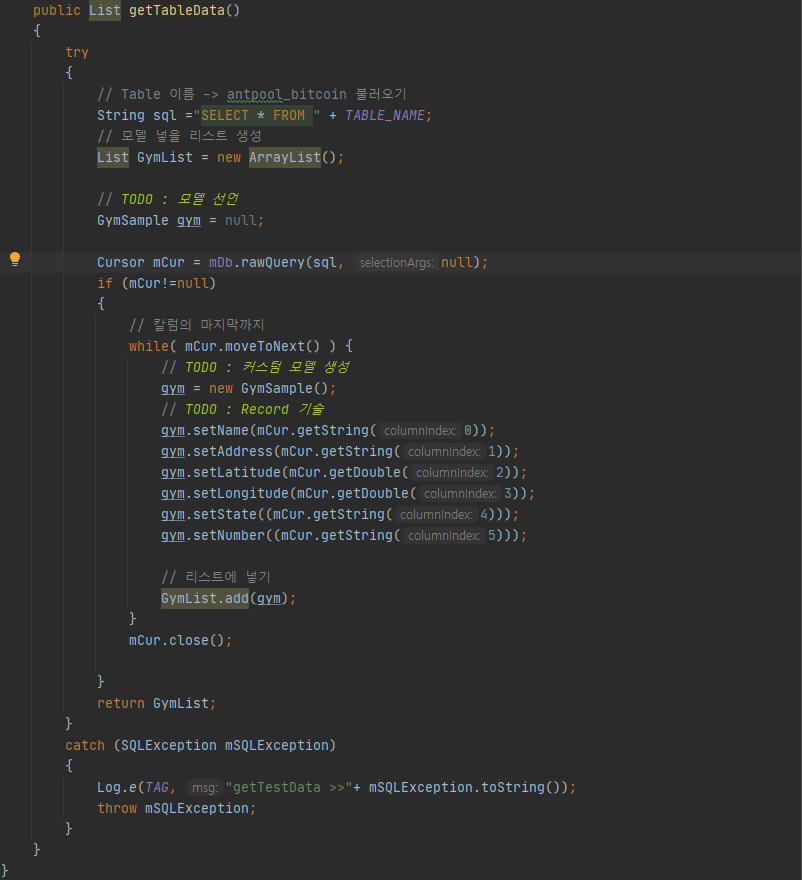 public List getTableData()
{
try
{
// Table 이름 -> antpool_bitcoin 불러오기
String sql ="SELECT * FROM " + TABLE_NAME;
// 모델 넣을 리스트 생성
List GymList = new ArrayList();
// TODO : 모델 선언
GymSample gym = null;
Cursor mCur = mDb.rawQuery(sql, selectionArgs: null);
if (mCur!=null)
{
// 칼럼의 마지막까지
while( mCur.moveToNext() ) {
// TODO : 커스텀 모델 생성
gym = new GymSample();
// TODO : Record 기술
gym.setName(mCur.getString( columnIndex: 0));
gym.setAddress(mCur.getString( columnIndex: 1));
gym.setLatitude(mCur.getDouble( columnIndex: 2));
gym.setLongitude(mCur.getDouble( columnIndex: 3));
gym.setState((mCur.getString( columnIndex: 4)));
gym.setNumber((mCur.getString( columnIndex: 5)));
// 리스트에 넣기
GymList.add(gym);
}
mCur.close();
}
return GymList;
}
catch (SQLException mSQLException)
{
Log.e(TAG, msg: "getTestData >>"+ mSQLException.toString());
throw mSQLException;
}
}
}